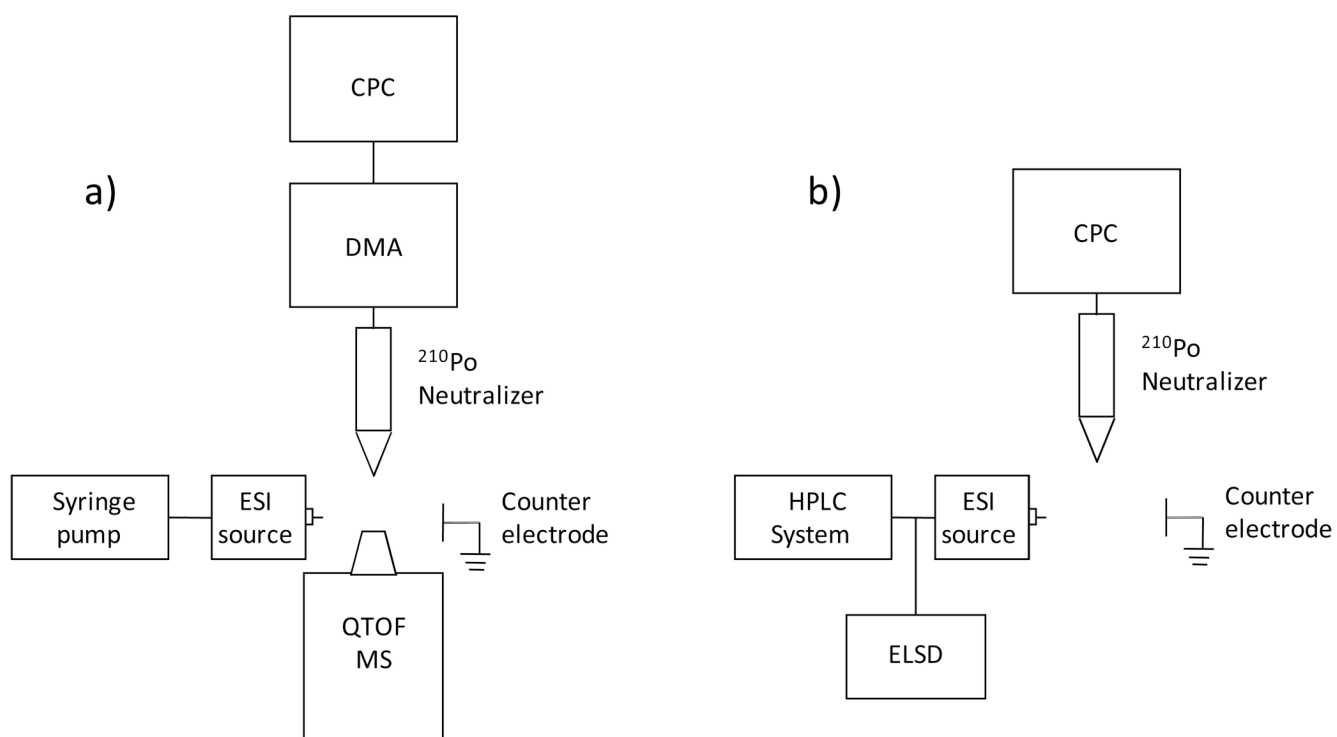 CPC
a)
DMA
²¹⁰Po
Neutralizer
Syringe
pump
ESI
source
Counter
electrode
QTOF
MS
b)
CPC
²¹⁰Po
Neutralizer
HPLC
System
ESI
source
Counter
electrode
ELSD